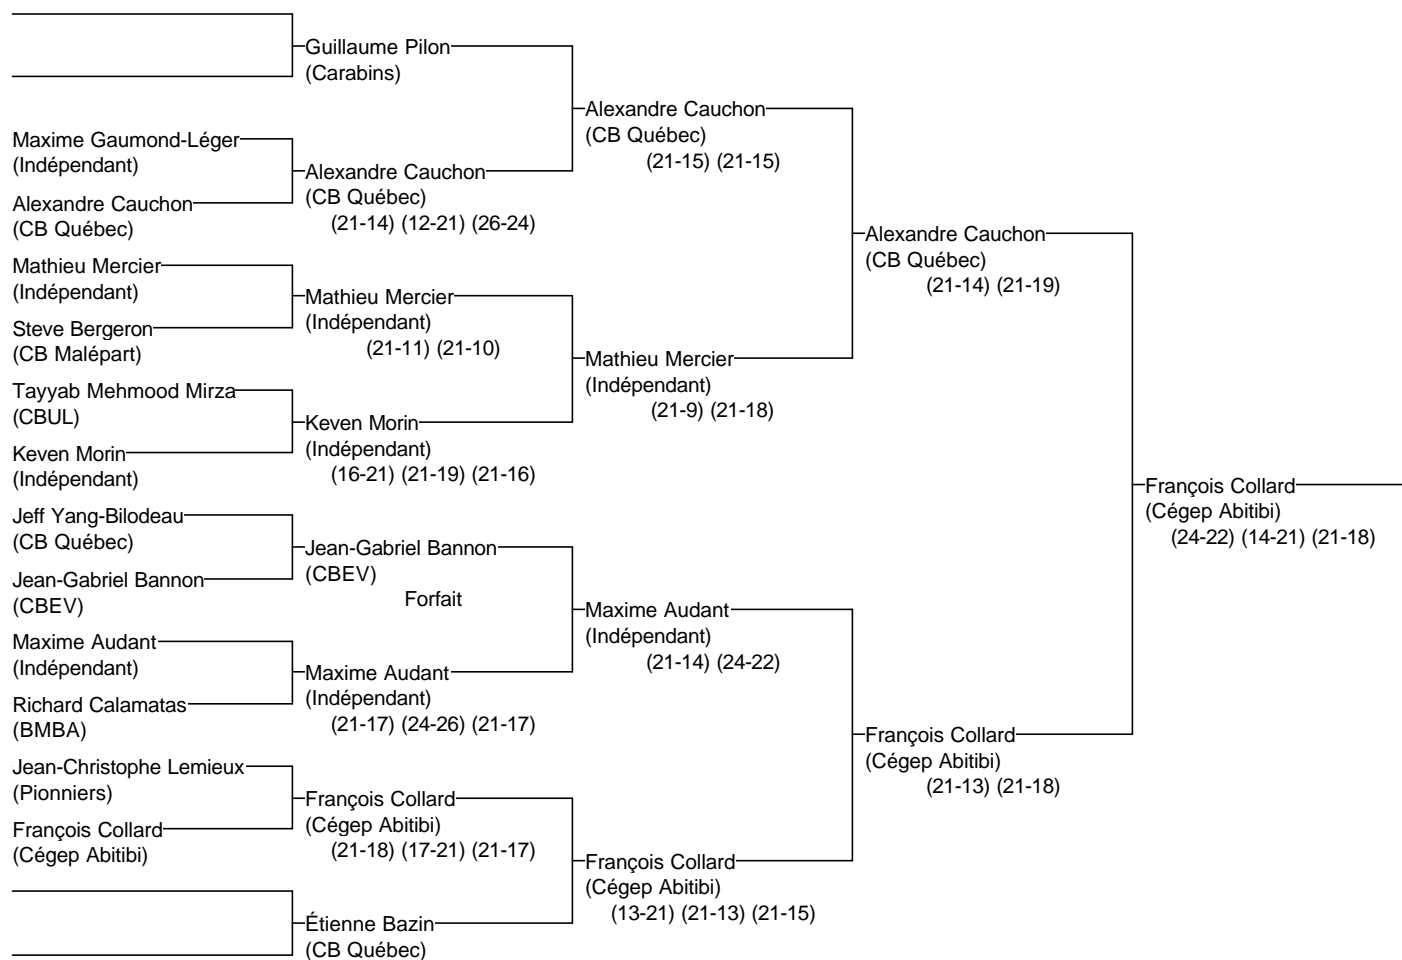 Guillaume Pilon
(Carabins)
Maxime Gaumond-Léger
(Indépendant)
Alexandre Cauchon
(CB Québec)
Alexandre Cauchon
(CB Québec)
(21-14) (12-21) (26-24)
Alexandre Cauchon
(CB Québec)
(21-15) (21-15)
Mathieu Mercier
(Indépendant)
Steve Bergeron
(CB Malépart)
Mathieu Mercier
(Indépendant)
(21-11) (21-10)
Tayyab Mehmood Mirza
(CBUL)
Keven Morin
(Indépendant)
Keven Morin
(Indépendant)
(16-21) (21-19) (21-16)
Mathieu Mercier
(Indépendant)
(21-9) (21-18)
Alexandre Cauchon
(CB Québec)
(21-14) (21-19)
Jeff Yang-Bilodeau
(CB Québec)
Jean-Gabriel Bannon
(CBEV)
Jean-Gabriel Bannon
(CBEV)
Forfait
Maxime Audant
(Indépendant)
Richard Calamatas
(BMBA)
Maxime Audant
(Indépendant)
(21-17) (24-26) (21-17)
Maxime Audant
(Indépendant)
(21-14) (24-22)
Jean-Christophe Lemieux
(Pionniers)
François Collard
(Cégep Abitibi)
François Collard
(Cégep Abitibi)
(21-18) (17-21) (21-17)
Étienne Bazin
(CB Québec)
François Collard
(Cégep Abitibi)
(13-21) (21-13) (21-15)
François Collard
(Cégep Abitibi)
(21-13) (21-18)
François Collard
(Cégep Abitibi)
(24-22) (14-21) (21-18)